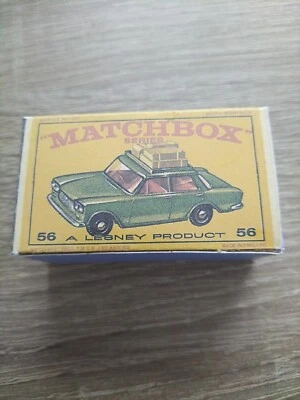 "MATCHBOX"
SERIES
56 A LESNEY PRODUCT 56